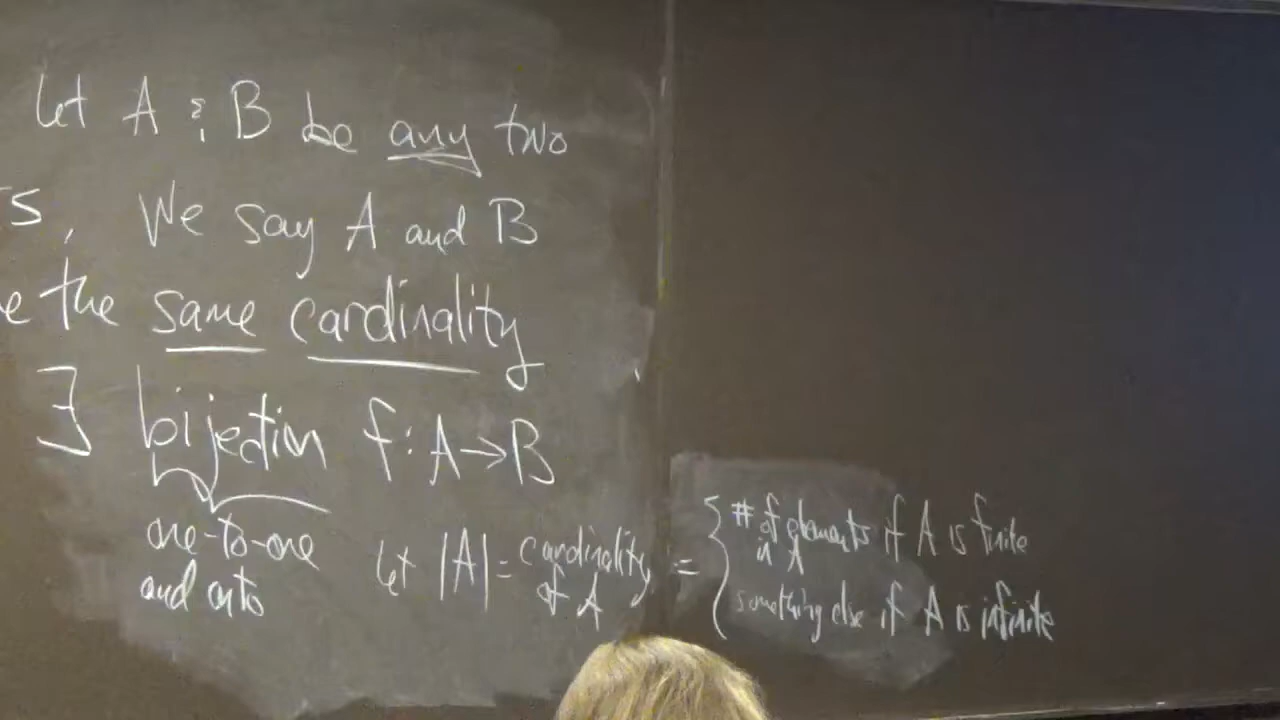 Let A & B be any two
ts, We say A and B
e the same cardinality
∃ bijection f: A→B
one-to-one
and onto
Let |A| = cardinality of A = { # of elements in A if A is finite
something else if A is infinite